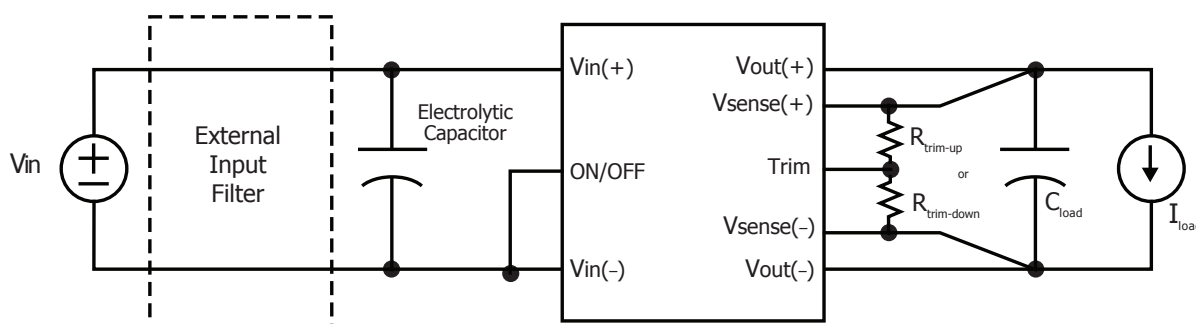 Vin
External
Input
Filter
Electrolytic
Capacitor
Vin(+)
ON/OFF
Vin(–)
Vout(+)
Vsense(+)
Trim
Vsense(–)
Vout(–)
Rtrim-up
or
Rtrim-down
Cload
Iload